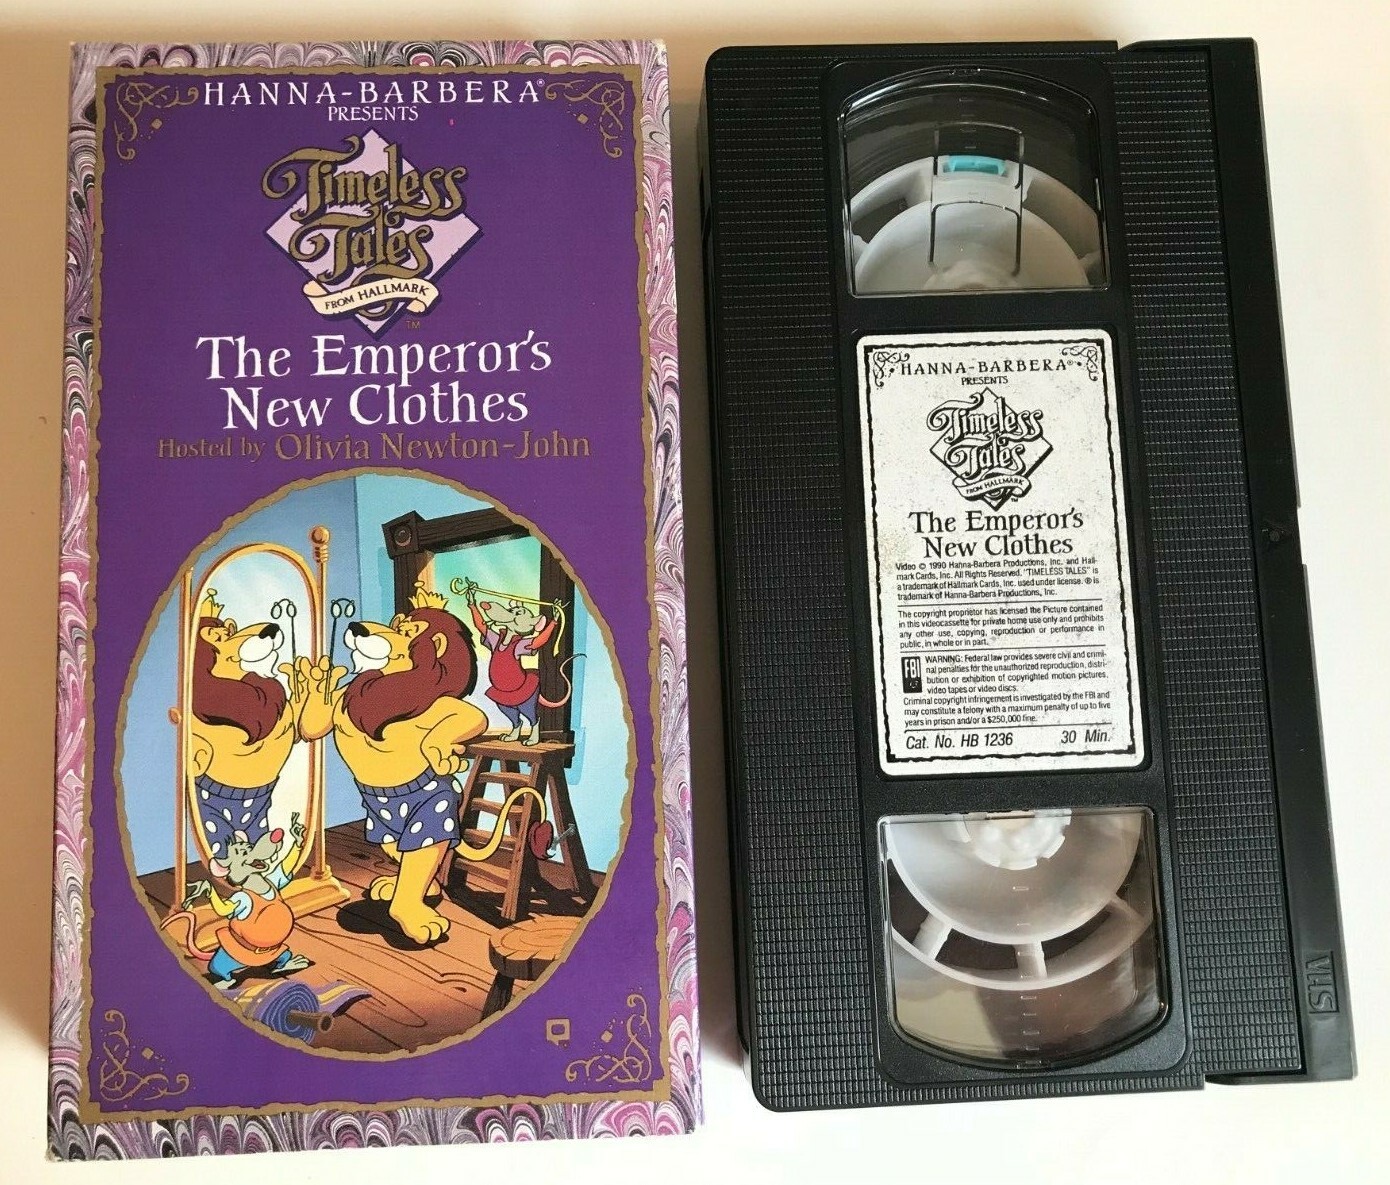 HANNA-BARBERA®
PRESENTS
Timeless
Tales
FROM HALLMARK
TM
The Emperor's
New Clothes
Hosted by Olivia Newton-John
HANNA-BARBERA®
PRESENTS
Timeless
Tales
FROM HALLMARK
TM
The Emperor's
New Clothes
Video © 1990 Hanna-Barbera Productions, Inc. and Hall-
mark Cards, Inc. All Rights Reserved. "TIMELESS TALES" is
a trademark of Hallmark Cards, Inc. used under license. ® is
trademark of Hanna-Barbera Productions, Inc.
The copyright proprietor has licensed the Picture contained
in this videocassette for private home use only and prohibits
any other use, copying, reproduction or performance in
public, in whole or in part.
FBI
WARNING: Federal law provides severe civil and crimi-
nal penalties for the unauthorized reproduction, distri-
bution or exhibition of copyrighted motion pictures,
video tapes or video discs.
Criminal copyright infringement is investigated by the FBI and
may constitute a felony with a maximum penalty of up to five
years in prison and/or a $250,000 fine.
Cat. No. HB 1236 30 Min.
VHS